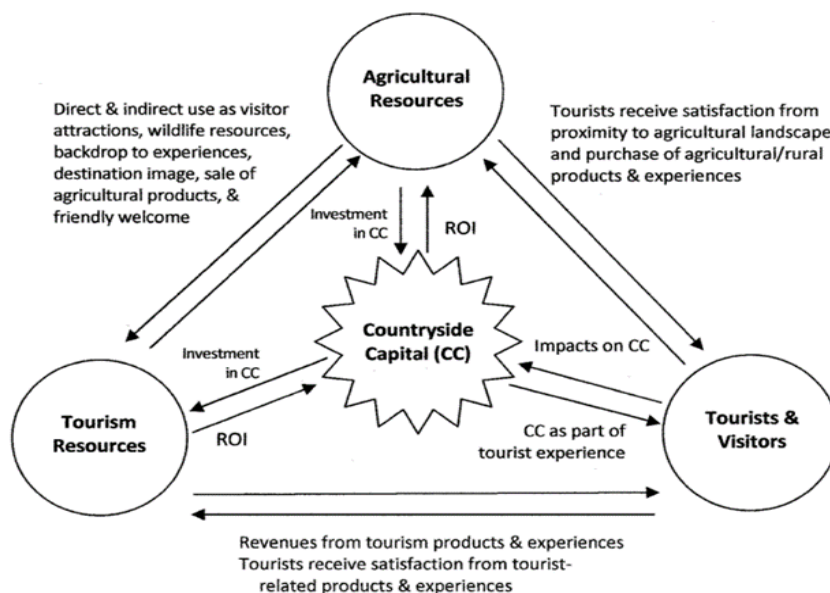 Agricultural
Resources
Direct & indirect use as visitor
attractions, wildlife resources,
backdrop to experiences,
destination image, sale of
agricultural products, &
friendly welcome
Tourists receive satisfaction from
proximity to agricultural landscape
and purchase of agricultural/rural
products & experiences
Investment
in CC
ROI
Countryside
Capital (CC)
Investment
in CC
Impacts on CC
Tourism
Resources
ROI
CC as part of
tourist experience
Tourists &
Visitors
Revenues from tourism products & experiences
Tourists receive satisfaction from tourist-
related products & experiences